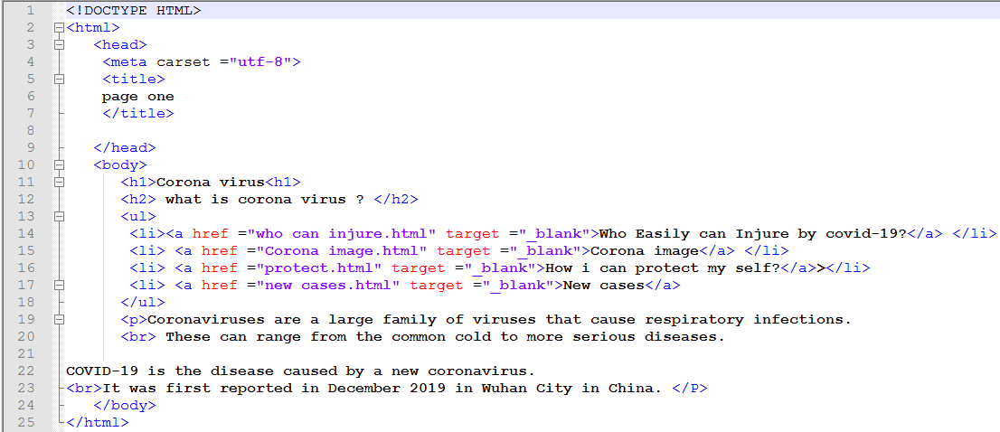 1 <!DOCTYPE HTML>
2 <html>
3 <head>
4 <meta carset ="utf-8">
5 <title>
6 page one
7 </title>
8
9 </head>
10 <body>
11 <h1>Corona virus<h1>
12 <h2> what is corona virus ? </h2>
13 <ul>
14 <li><a href ="who can injure.html" target ="_blank">Who Easily can Injure by covid-19?</a> </li>
15 <li> <a href ="Corona image.html" target ="_blank">Corona image</a> </li>
16 <li> <a href ="protect.html" target ="_blank">How i can protect my self?</a>></li>
17 <li> <a href ="new cases.html" target ="_blank">New cases</a>
18 </ul>
19 <p>Coronaviruses are a large family of viruses that cause respiratory infections.
20 <br> These can range from the common cold to more serious diseases.
21
22 COVID-19 is the disease caused by a new coronavirus.
23 <br>It was first reported in December 2019 in Wuhan City in China. </P>
24 </body>
25 </html>